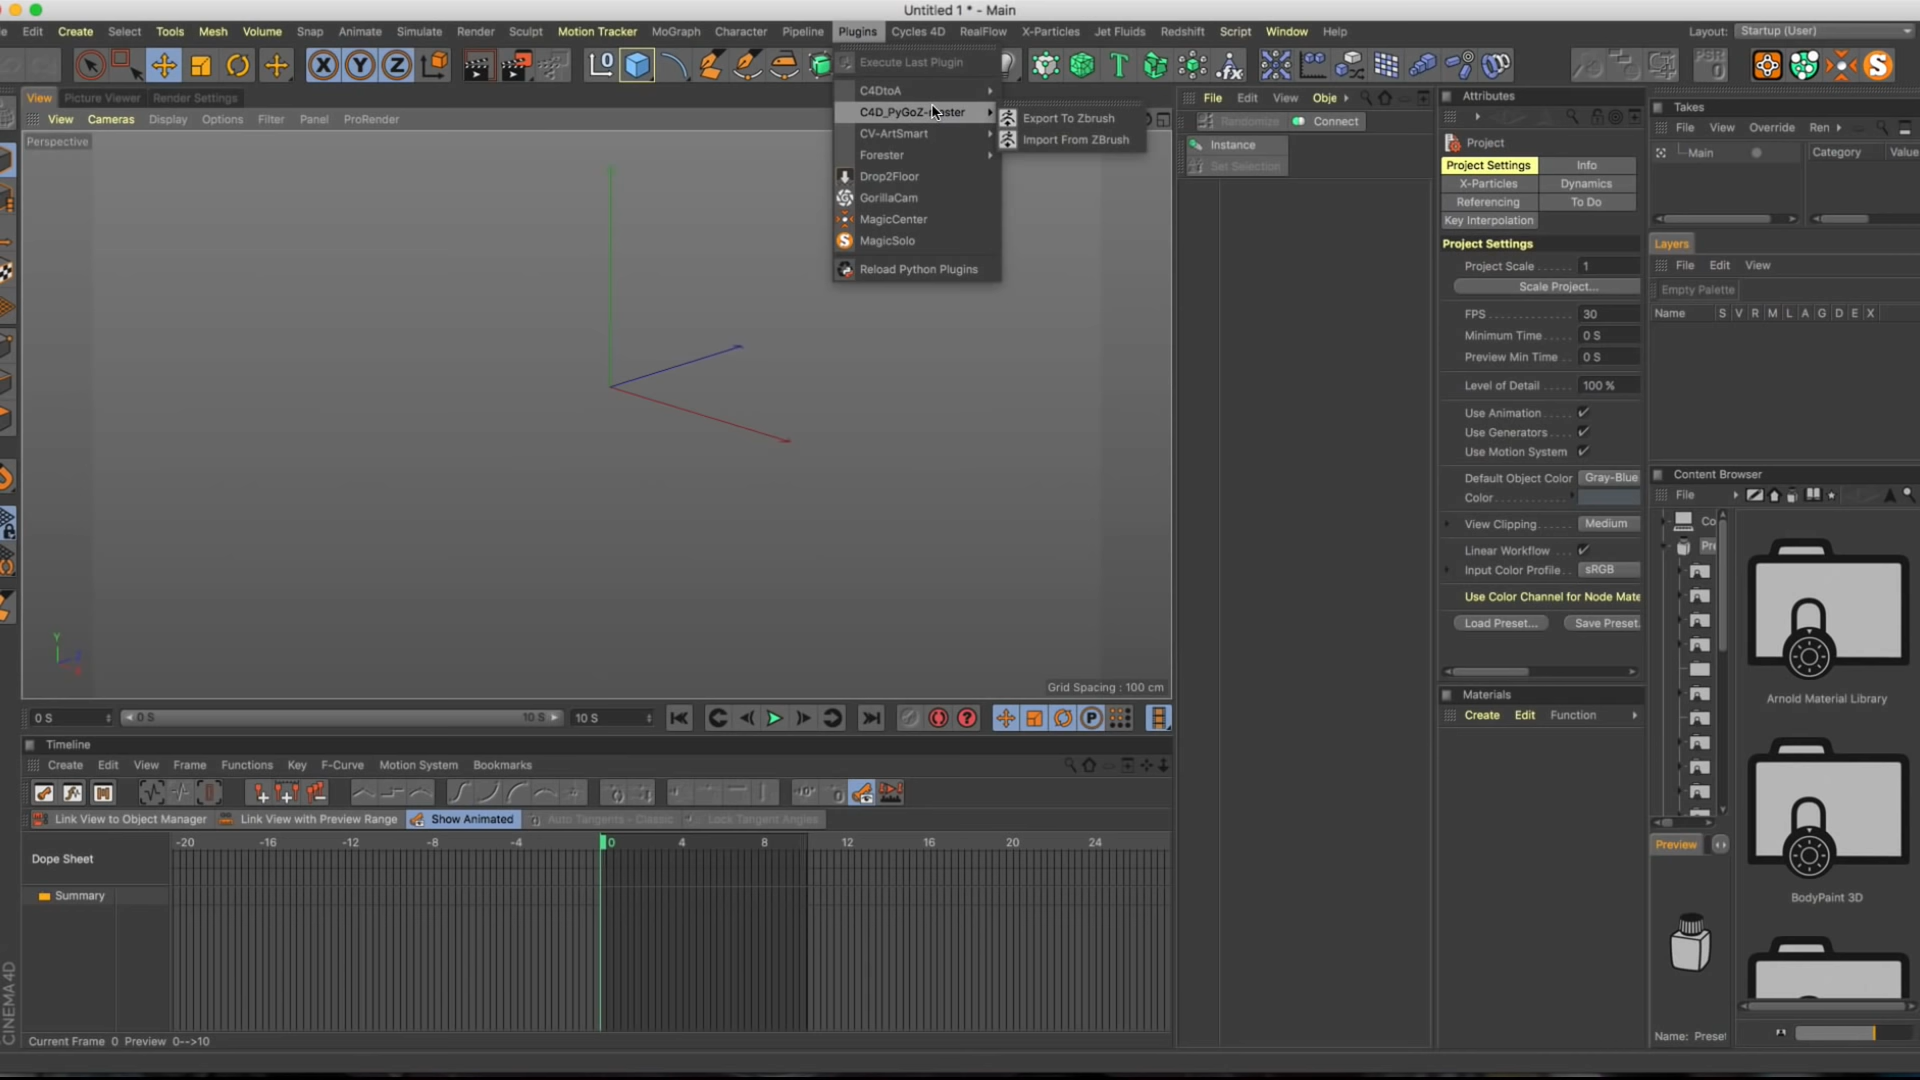 Untitled 1 * - Main
Edit Create Select Tools Mesh Volume Snap Animate Simulate Render Sculpt Motion Tracker MoGraph Character Pipeline Plugins Cycles 4D RealFlow X-Particles Jet Fluids Redshift Script Window Help Layout: Startup (User)
X Y Z T .fx PSR S
View Picture Viewer Render Settings
View Cameras Display Options Filter Panel ProRender
Perspective
Execute Last Plugin
C4DtoA
CV-ArtSmart
Forester
Drop2Floor
GorillaCam
MagicCenter
MagicSolo
Reload Python Plugins
Export To Zbrush
Import From ZBrush
Y
Grid Spacing : 100 cm
File Edit View Obje
Randomize Connect
Instance
Set Selection
Attributes
Project
Project Settings Info
X-Particles Dynamics
Referencing To Do
Key Interpolation
Project Settings
Project Scale 1
Scale Project...
FPS 30
Minimum Time 0 S
Preview Min Time 0 S
Level of Detail 100 %
Use Animation
Use Generators
Use Motion System
Default Object Color Gray-Blue
Color
View Clipping Medium
Linear Workflow
Input Color Profile sRGB
Use Color Channel for Node Mate
Load Preset... Save Preset.
Materials
Create Edit Function
Takes
File View Override Ren
Main Category Value
Layers
File Edit View
Empty Palette
Name S V R M L A G D E X
Content Browser
File
Co
Pre
Arnold Material Library
BodyPaint 3D
Preview
Name: Preset
0 S 0 S 10 S 10 S
P
Timeline
Create Edit View Frame Functions Key F-Curve Motion System Bookmarks
Link View to Object Manager Link View with Preview Range Show Animated Auto Tangents - Classic Lock Tangent Angles
-20 -16 -12 -8 -4 0 4 8 12 16 20 24
Dope Sheet
Summary
Current Frame 0 Preview 0-->10
CINEMA 4D